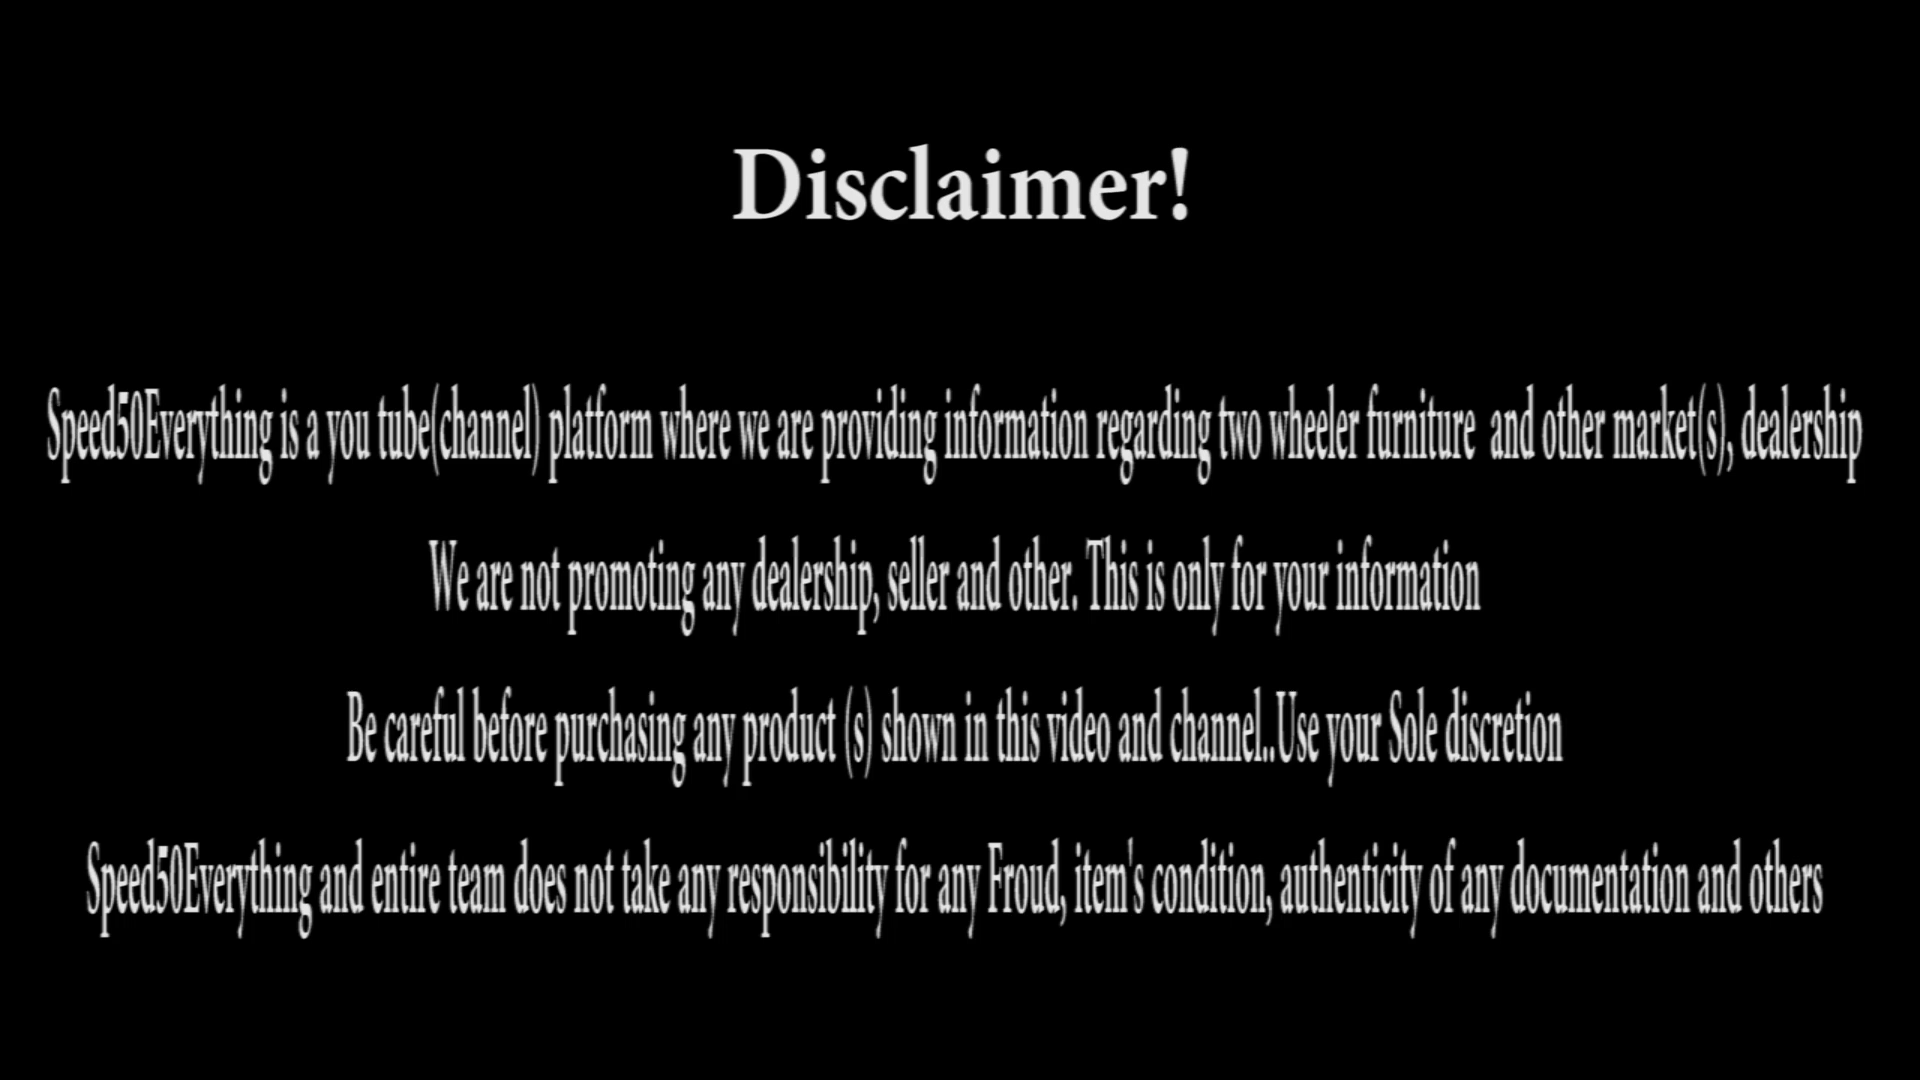 Disclaimer!
Speed50Everything is a you tube(channel) platform where we are providing information regarding two wheeler furniture  and other market(s), dealership
We are not promoting any dealership, seller and other. This is only for your information
Be careful before purchasing any product (s) shown in this video and channel..Use your Sole discretion
Speed50Everything and entire team does not take any responsibility for any Froud, item's condition, authenticity of any documentation and others